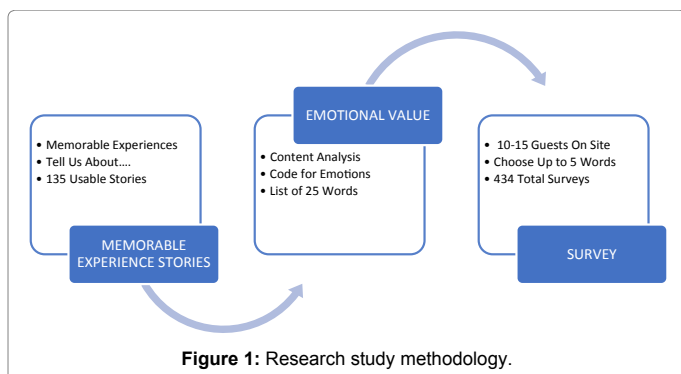 • Memorable Experiences
• Tell Us About....
• 135 Usable Stories
MEMORABLE
EXPERIENCE STORIES
EMOTIONAL VALUE
• Content Analysis
• Code for Emotions
• List of 25 Words
• 10-15 Guests On Site
• Choose Up to 5 Words
• 434 Total Surveys
SURVEY
Figure 1: Research study methodology.